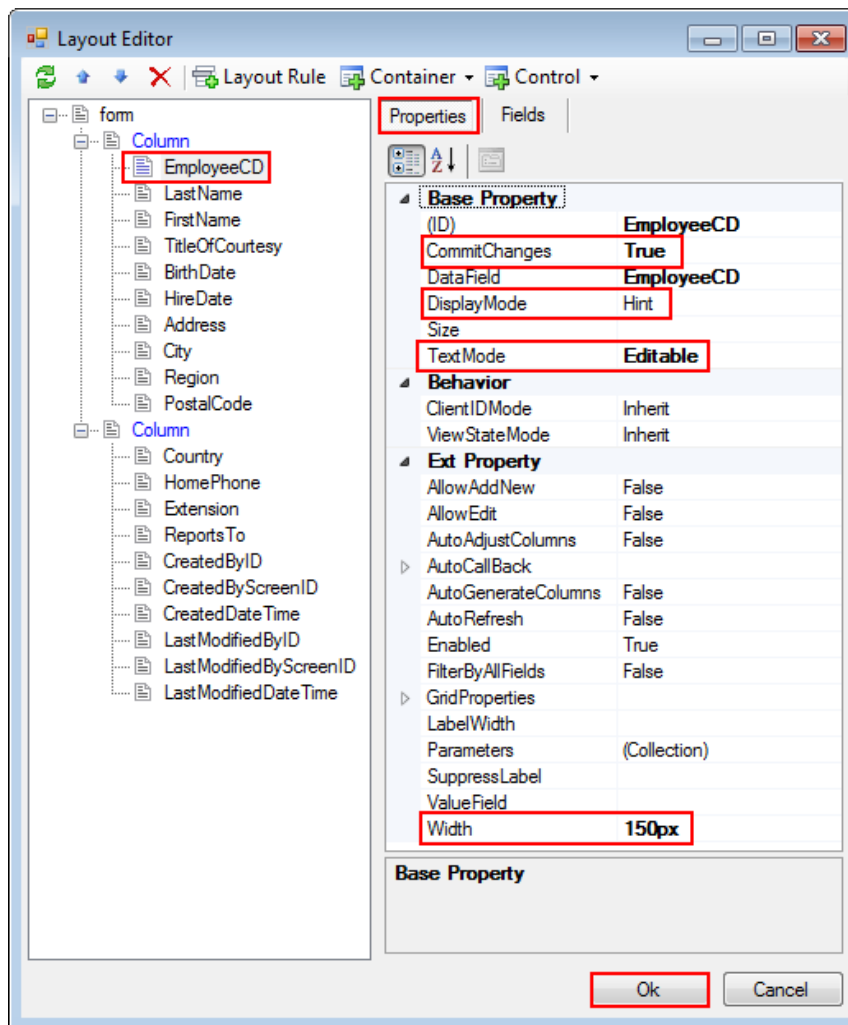 Layout Editor
Layout Rule Container Control
form
Column
EmployeeCD
LastName
FirstName
TitleOfCourtesy
BirthDate
HireDate
Address
City
Region
PostalCode
Column
Country
HomePhone
Extension
ReportsTo
CreatedByID
CreatedByScreenID
CreatedDateTime
LastModifiedByID
LastModifiedByScreenID
LastModifiedDateTime
Properties Fields
Base Property
(ID) EmployeeCD
CommitChanges True
DataField EmployeeCD
DisplayMode Hint
Size
TextMode Editable
Behavior
ClientIDMode Inherit
ViewStateMode Inherit
Ext Property
AllowAddNew False
AllowEdit False
AutoAdjustColumns False
AutoCallBack
AutoGenerateColumns False
AutoRefresh False
Enabled True
FilterByAllFields False
GridProperties
LabelWidth
Parameters (Collection)
SuppressLabel
ValueField
Width 150px
Base Property
Ok Cancel